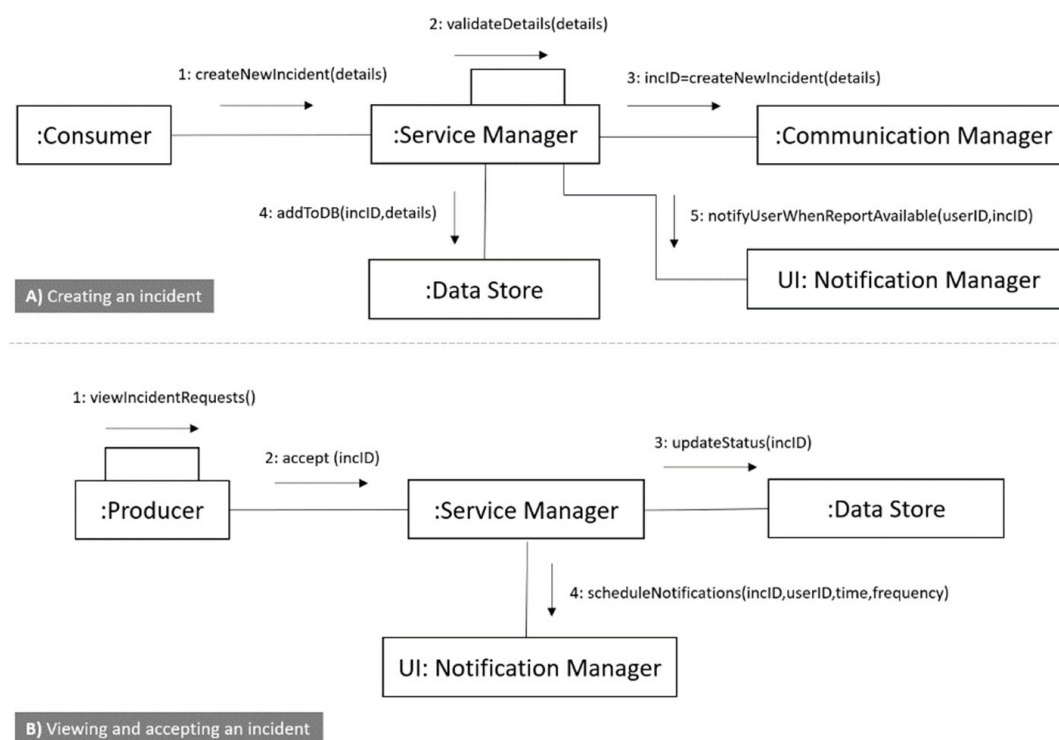 2: validateDetails(details)
1: createNewIncident(details)
3: incID=createNewIncident(details)
:Consumer
:Service Manager
:Communication Manager
4: addToDB(incID,details)
5: notifyUserWhenReportAvailable(userID,incID)
:Data Store
UI: Notification Manager
A) Creating an incident
1: viewIncidentRequests()
2: accept (incID)
3: updateStatus(incID)
:Producer
:Service Manager
:Data Store
4: scheduleNotifications(incID,userID,time,frequency)
UI: Notification Manager
B) Viewing and accepting an incident